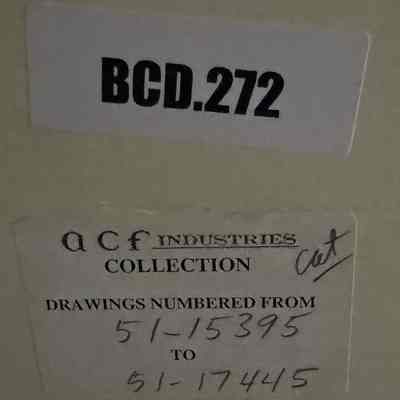 BCD.272
acf INDUSTRIES
COLLECTION
cat
DRAWINGS NUMBERED FROM
51-15395
TO
51-17445